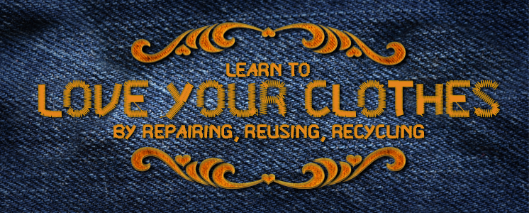 LEARN TO
LOVE YOUR CLOTHES
BY REPAIRING, REUSING, RECYCLING